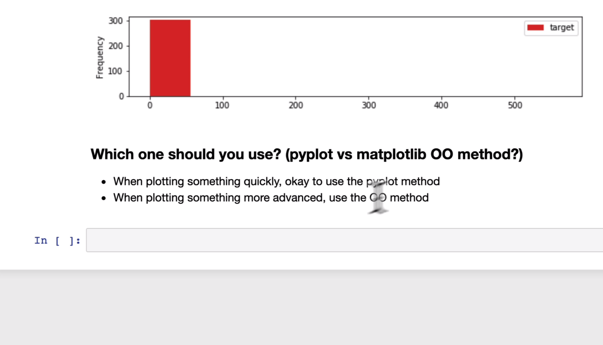 300
200
100
0
Frequency
target
0 100 200 300 400 500
Which one should you use? (pyplot vs matplotlib OO method?)
• When plotting something quickly, okay to use the pyplot method
• When plotting something more advanced, use the OO method
In [ ]: